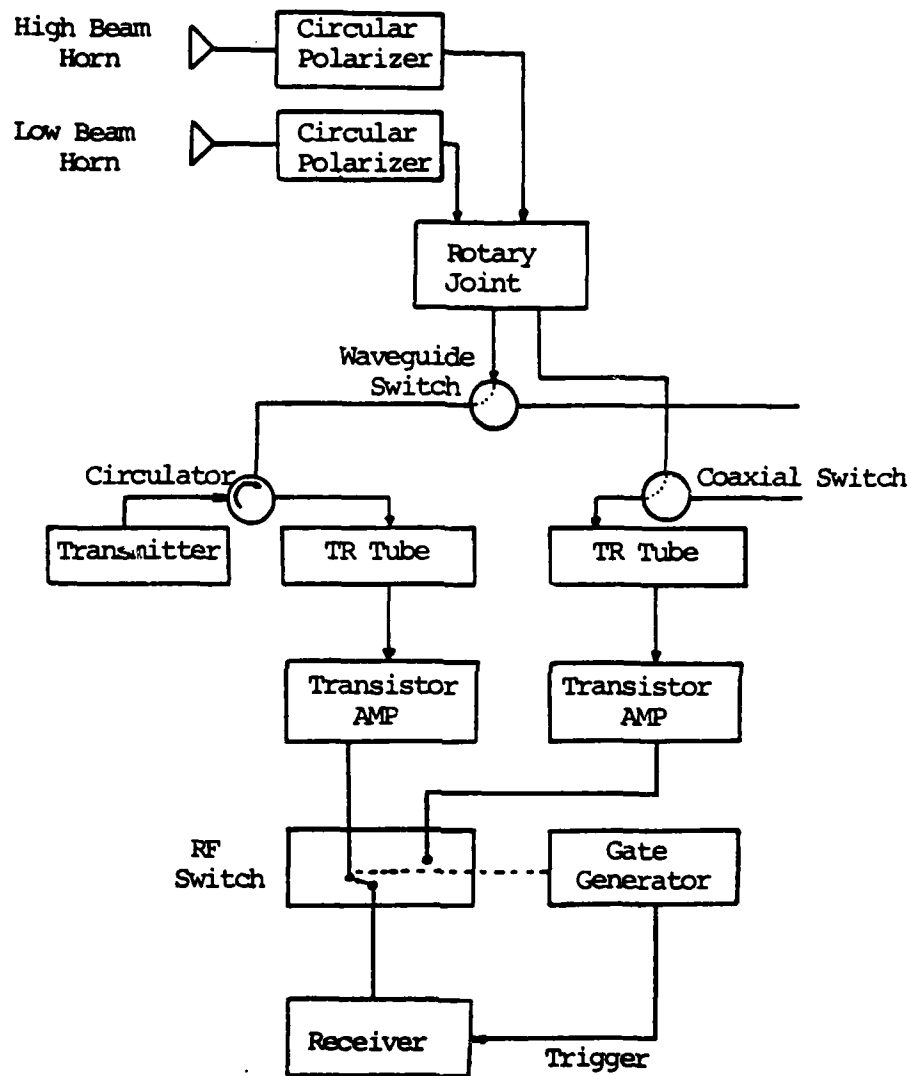 High Beam
Horn
Circular
Polarizer
Low Beam
Horn
Circular
Polarizer
Rotary
Joint
Waveguide
Switch
Circulator
Coaxial Switch
Transmitter
TR Tube
TR Tube
Transistor
AMP
Transistor
AMP
RF
Switch
Gate
Generator
Receiver
Trigger